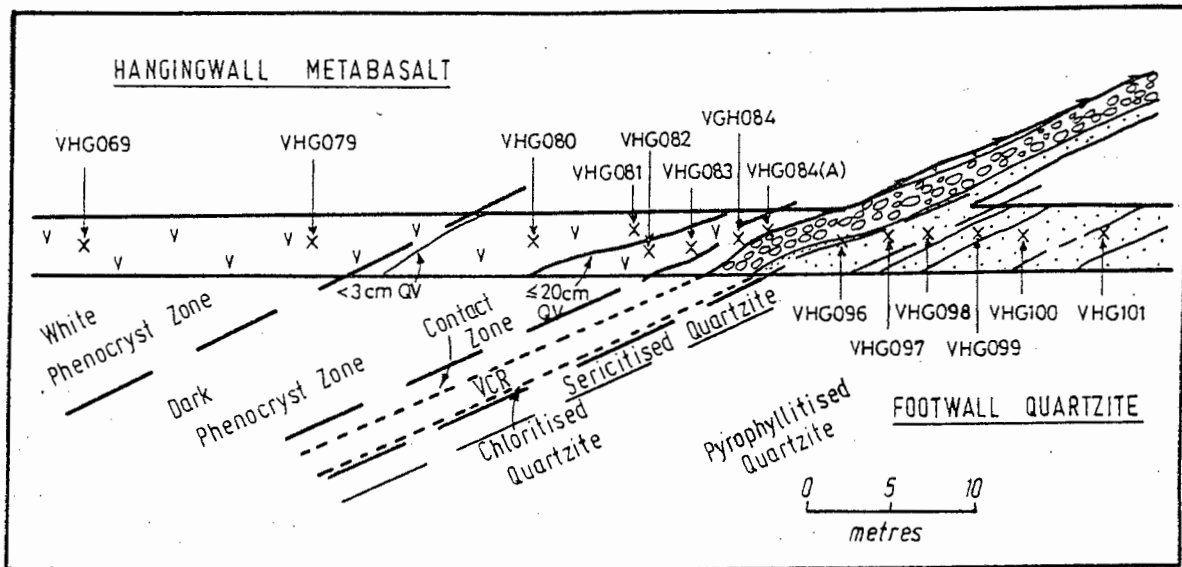 HANGINGWALL METABASALT
VHG069
VHG079
VHG080
VHG081
VHG082
VHG083
VGH084
VHG084(A)
<3cm QV
≤20cm
QV
White
Phenocryst Zone
Dark
Phenocryst Zone
Contact
Zone
VCR
Chloritised
Quartzite
Sericitised Quartzite
Pyrophyllitised
Quartzite
VHG096
VHG097
VHG098
VHG099
VHG100
VHG101
FOOTWALL QUARTZITE
0 5 10
metres